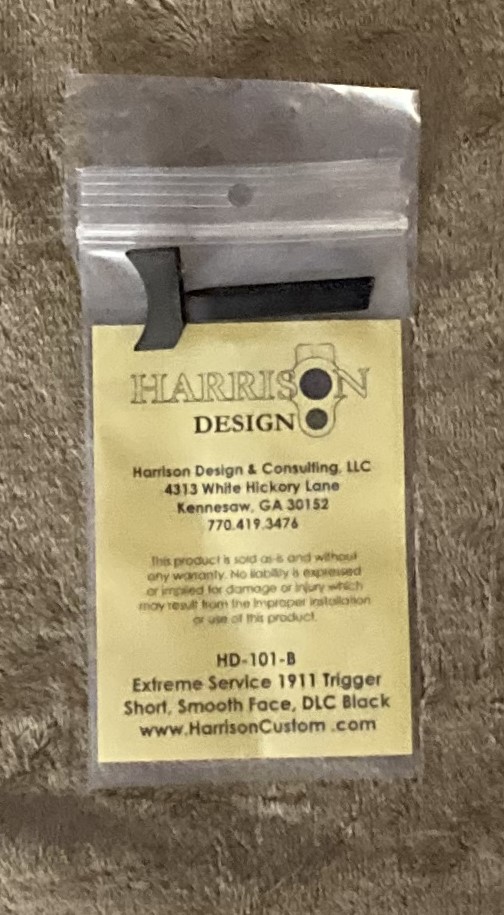 HARRISON
DESIGN
Harrison Design & Consulting, LLC
4313 White Hickory Lane
Kennesaw, GA 30152
770.419.3476
This product is sold as-is and without
any warranty. No liability is expressed
or implied for damage or injury which
may result from the improper installation
or use of this product.
HD-101-B
Extreme Service 1911 Trigger
Short, Smooth Face, DLC Black
www.HarrisonCustom.com